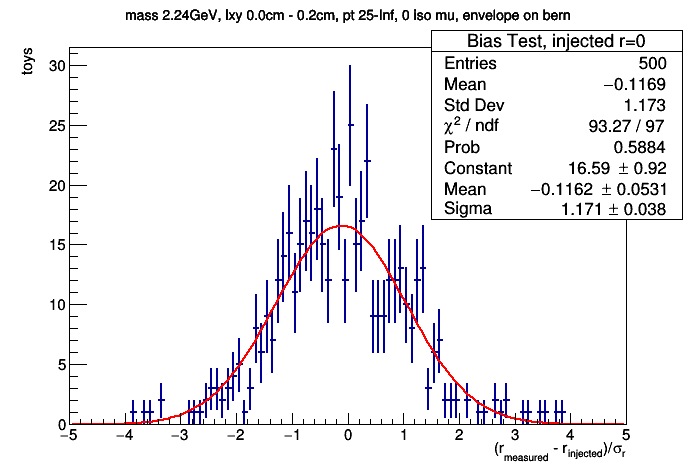 mass 2.24GeV, lxy 0.0cm - 0.2cm, pt 25-Inf, 0 Iso mu, envelope on bern
Bias Test, injected r=0
Entries 500
Mean −0.1169
Std Dev 1.173
χ² / ndf 93.27 / 97
Prob 0.5884
Constant 16.59 ± 0.92
Mean −0.1162 ± 0.0531
Sigma 1.171 ± 0.038
toys
30
25
20
15
10
5
0
−5 −4 −3 −2 −1 0 1 2 3 4 5
(r_measured - r_injected)/σ_r